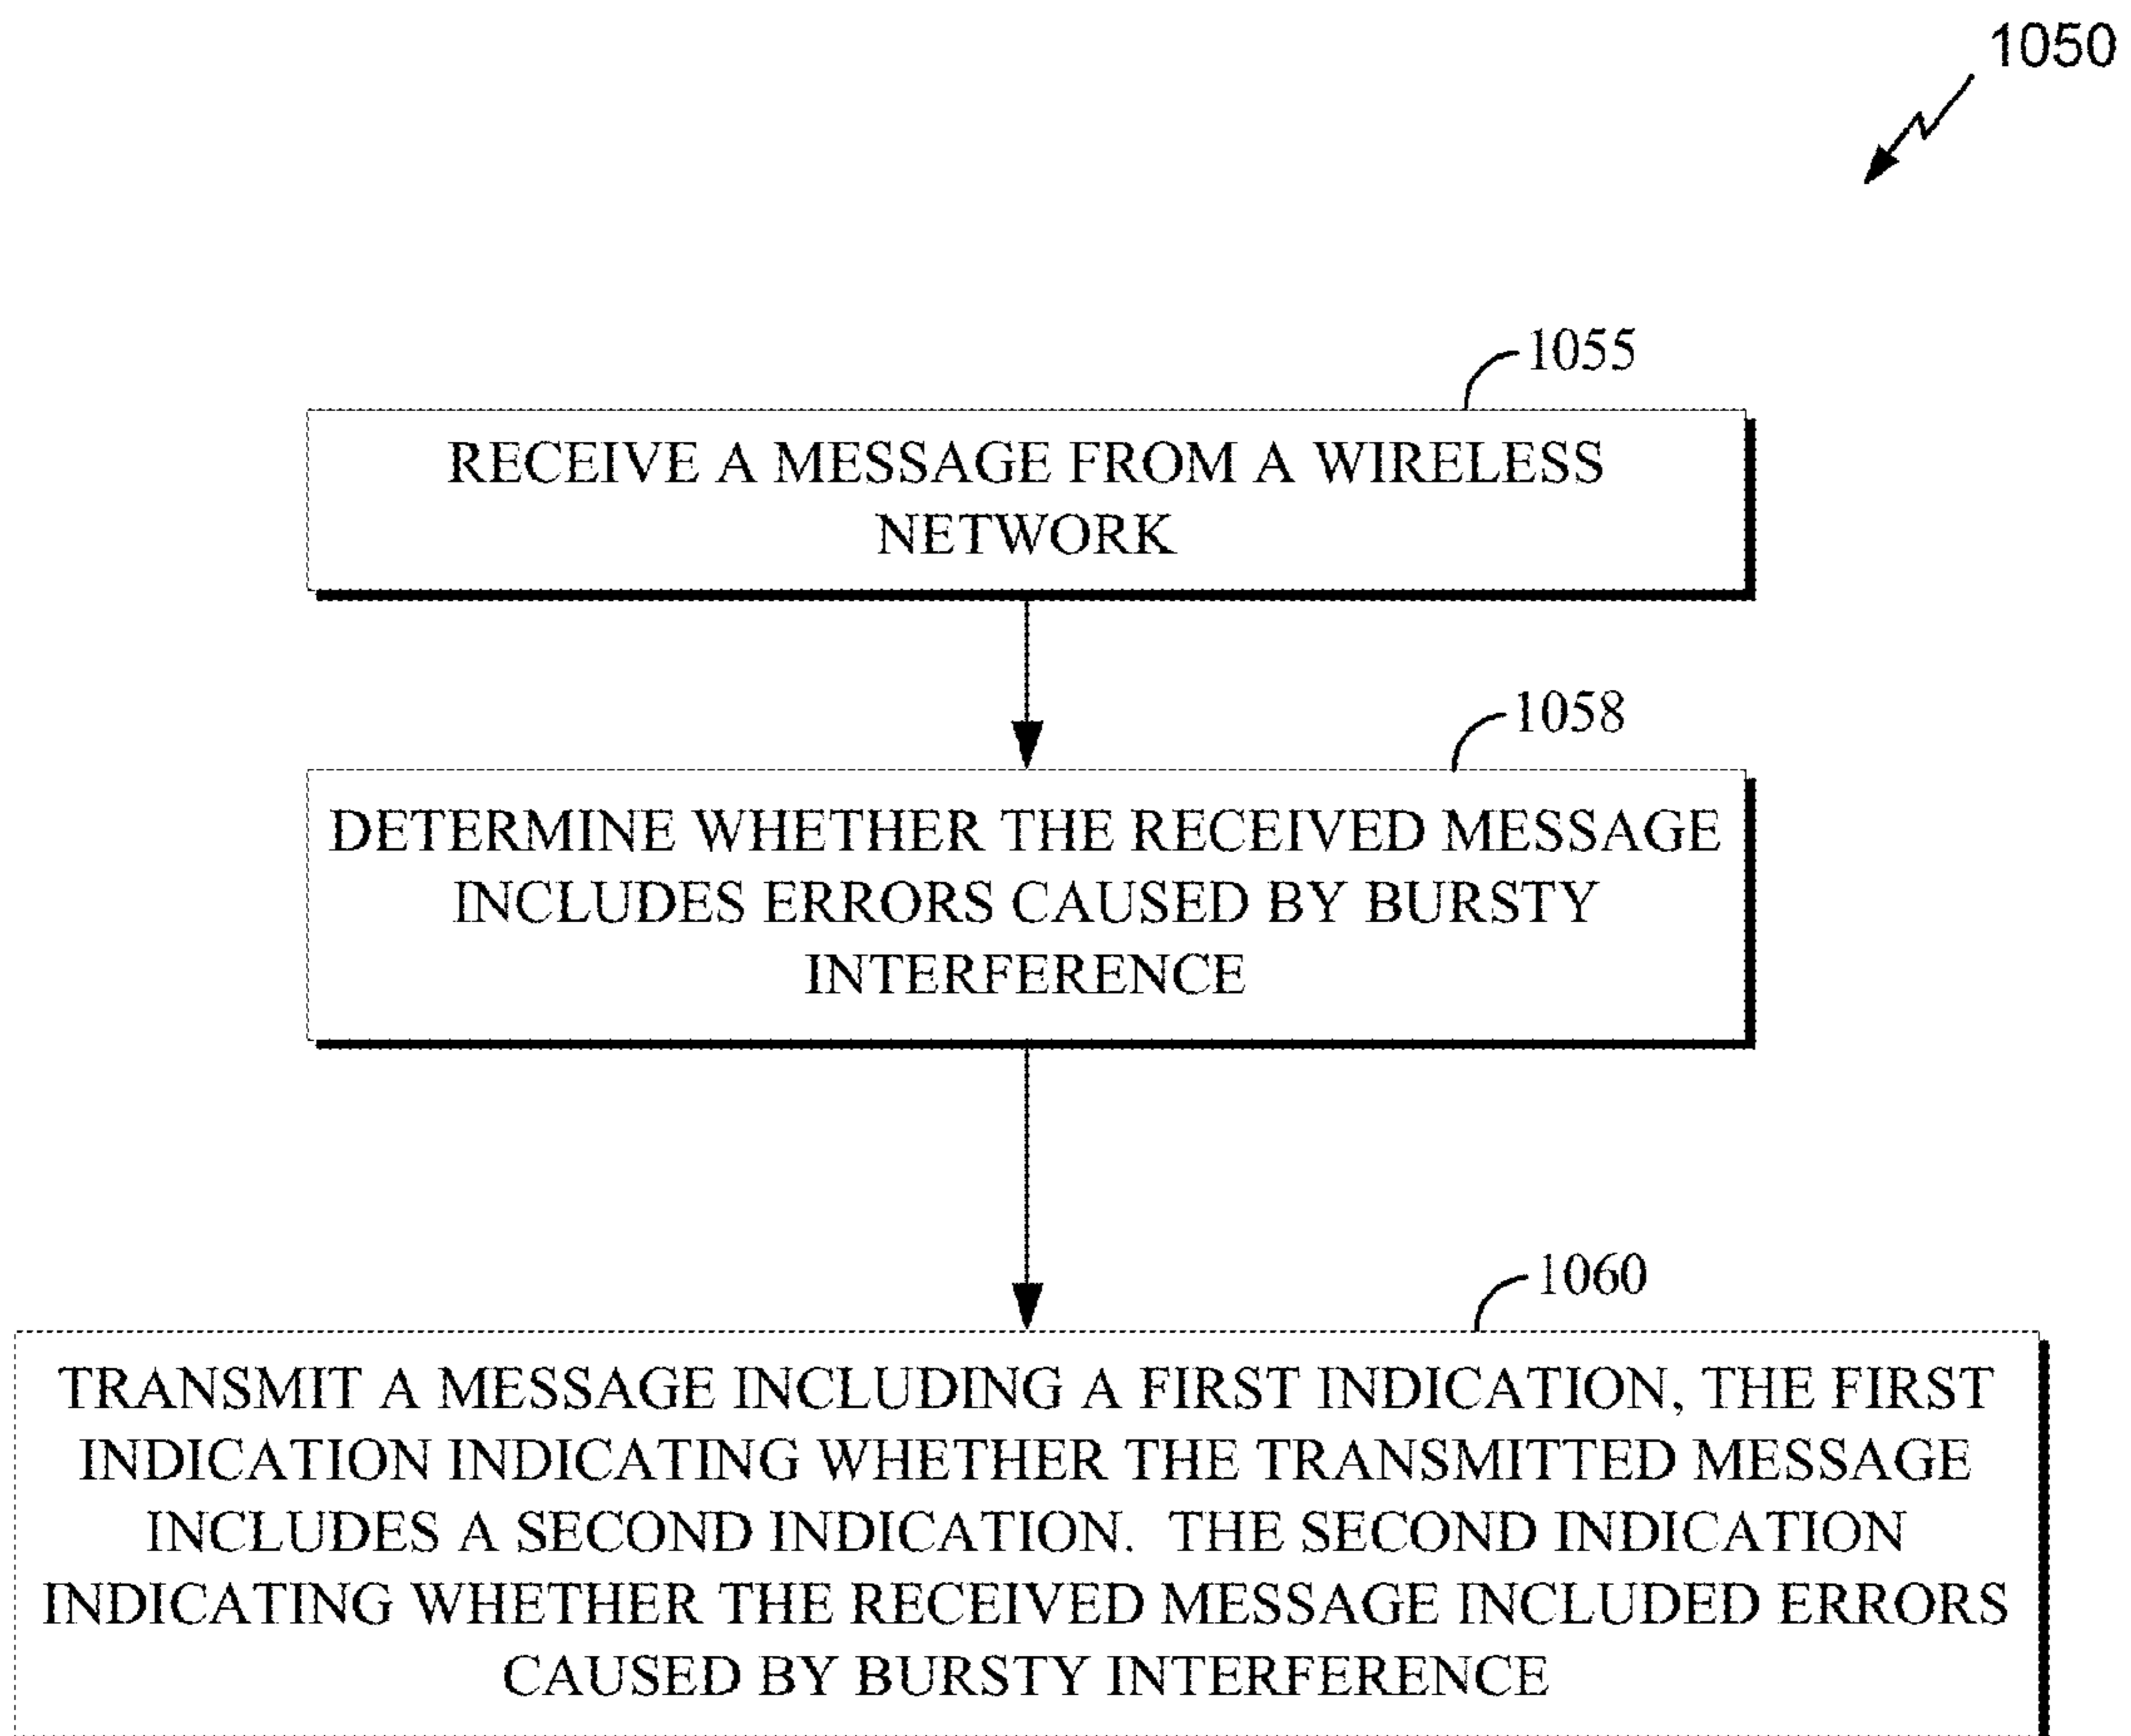 1050
1055
RECEIVE A MESSAGE FROM A WIRELESS
NETWORK
1058
DETERMINE WHETHER THE RECEIVED MESSAGE
INCLUDES ERRORS CAUSED BY BURSTY
INTERFERENCE
1060
TRANSMIT A MESSAGE INCLUDING A FIRST INDICATION, THE FIRST
INDICATION INDICATING WHETHER THE TRANSMITTED MESSAGE
INCLUDES A SECOND INDICATION.  THE SECOND INDICATION
INDICATING WHETHER THE RECEIVED MESSAGE INCLUDED ERRORS
CAUSED BY BURSTY INTERFERENCE